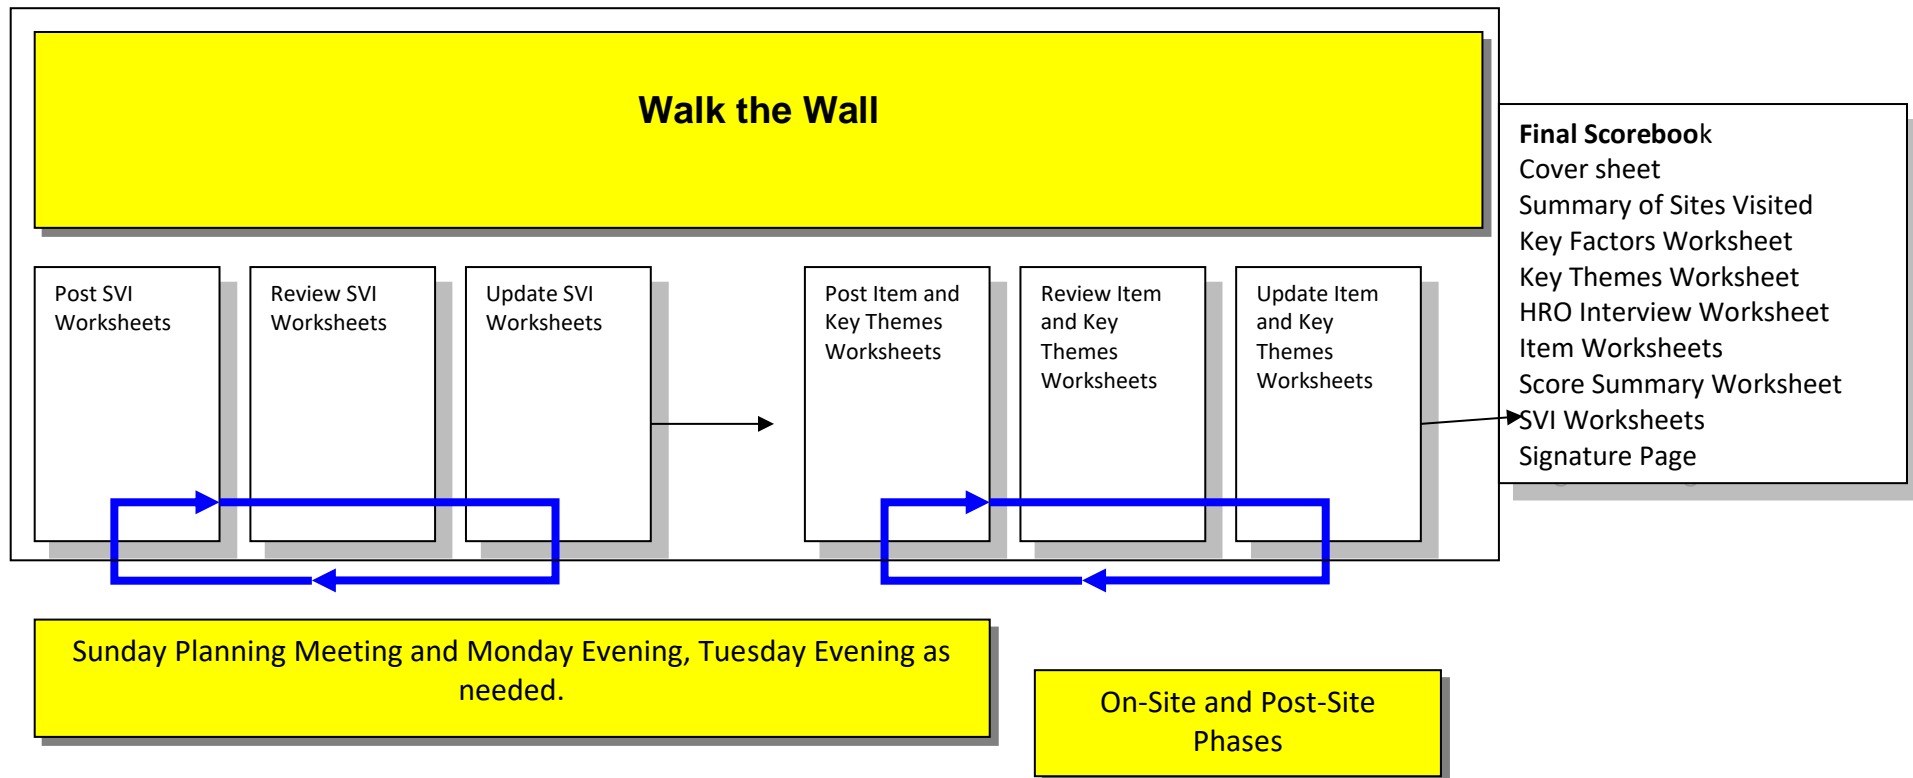 Walk the Wall
Final Scorebook
Cover sheet
Summary of Sites Visited
Key Factors Worksheet
Key Themes Worksheet
HRO Interview Worksheet
Item Worksheets
Score Summary Worksheet
SVI Worksheets
Signature Page
Post SVI
Worksheets
Review SVI
Worksheets
Update SVI
Worksheets
Post Item and
Key Themes
Worksheets
Review Item
and Key
Themes
Worksheets
Update Item
and Key
Themes
Worksheets
Sunday Planning Meeting and Monday Evening, Tuesday Evening as
needed.
On-Site and Post-Site
Phases